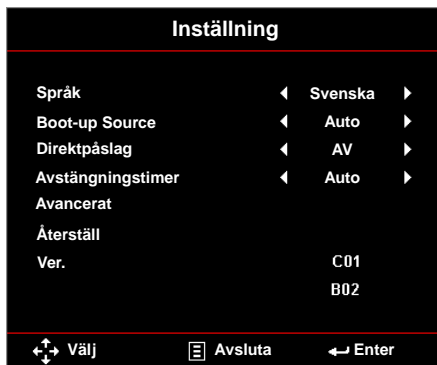 Inställning
Språk Svenska
Boot-up Source Auto
Direktpåslag AV
Avstängningstimer Auto
Avancerat
Återställ
Ver. C01
B02
Välj Avsluta Enter